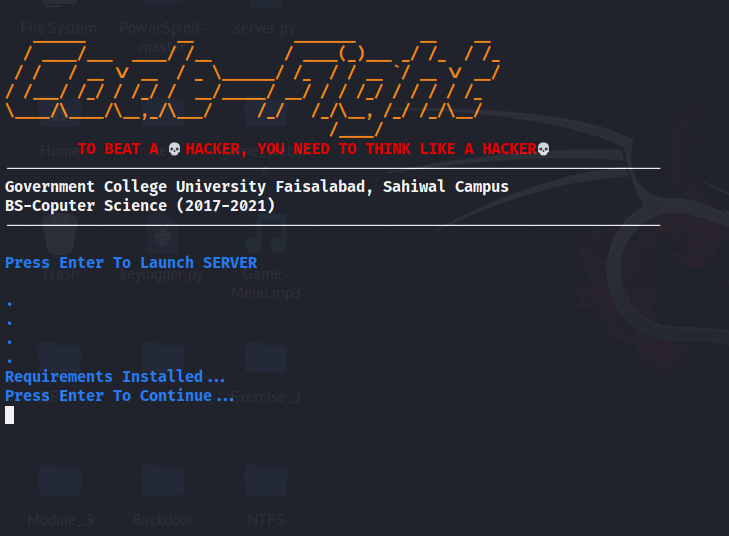 File System PowerSploit-master server.py
Code-Fight
Home
TO BEAT A 💀 HACKER, YOU NEED TO THINK LIKE A HACKER💀
Government College University Faisalabad, Sahiwal Campus
BS-Coputer Science (2017-2021)
Press Enter To Launch SERVER
Trash keylogger.py Game-Menu.mp3
.
.
.
.
Requirements Installed...
Press Enter To Continue...
Exercise_1
Module_3 Backdoor NTFS